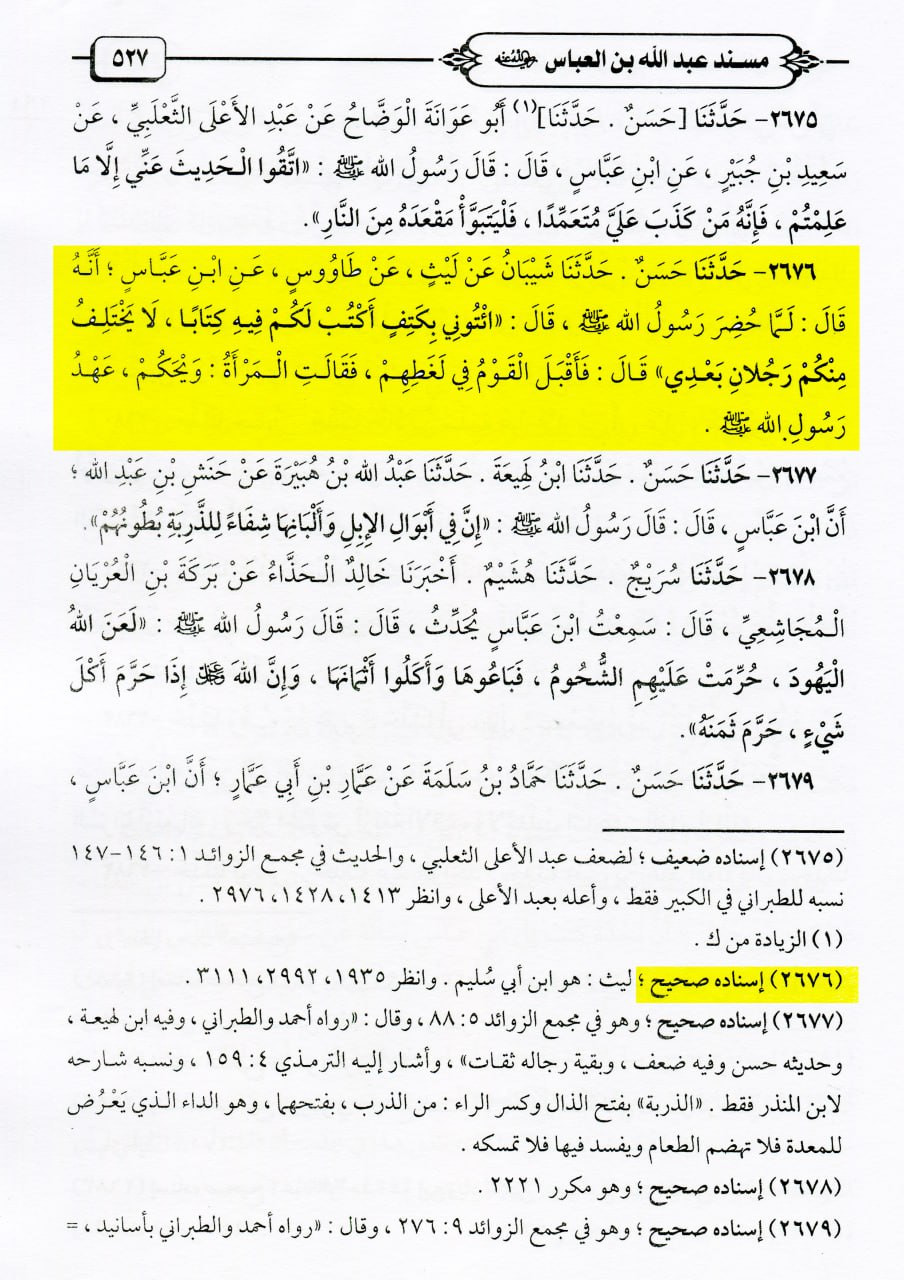 مسند عبد الله بن العباس رضي الله عنه
٥٢٧
٢٦٧٥- حَدَّثَنَا [حَسَنٌ . حَدَّثَنَا](١) أَبُو عَوَانَةَ الْوَضَّاحُ عَنْ عَبْدِ الأَعْلَى الثَّعْلَبِيِّ ، عَنْ
سَعِيدِ بْنِ جُبَيْرٍ ، عَنِ ابْنِ عَبَّاسٍ ، قَالَ : قَالَ رَسُولُ الله ﷺ : «اتَّقُوا الْحَدِيثَ عَنِّي إِلَّا مَا
عَلِمْتُمْ ، فَإِنَّهُ مَنْ كَذَبَ عَلَيَّ مُتَعَمِّدًا ، فَلْيَتَبَوَّأْ مَقْعَدَهُ مِنَ النَّارِ».
٢٦٧٦- حَدَّثَنَا حَسَنٌ . حَدَّثَنَا شَيْبَانُ عَنْ لَيْثٍ ، عَنْ طَاوُوسٍ ، عَنِ ابْنِ عَبَّاسٍ ؛ أَنَّهُ
قَالَ : لَـمَّا حُضِرَ رَسُولُ الله ﷺ ، قَالَ : «ائْتُونِي بِكَتِفٍ أَكْتُبْ لَكُمْ فِيهِ كِتَابًا ، لَا يَخْتَلِفُ
مِنْكُمْ رَجُلانِ بَعْدِي» قَالَ : فَأَقْبَلَ الْقَوْمُ فِي لَغَطِهِمْ ، فَقَالَتِ الْـمَرْأَةُ : وَيْحَكُمْ ، عَهْدُ
رَسُولِ الله ﷺ .
٢٦٧٧- حَدَّثَنَا حَسَنٌ . حَدَّثَنَا ابْنُ لَهِيعَةَ . حَدَّثَنَا عَبْدُ الله بْنُ هُبَيْرَةَ عَنْ حَنَشِ بْنِ عَبْدِ الله ؛
أَنَّ ابْنَ عَبَّاسٍ ، قَالَ : قَالَ رَسُولُ الله ﷺ : «إِنَّ فِي أَبْوَالِ الإِبِلِ وَأَلْبَانِهَا شِفَاءً لِلذَّرِبَةِ بُطُونُهُمْ».
٢٦٧٨- حَدَّثَنَا سُرَيْجٌ . حَدَّثَنَا هُشَيْمٌ . أَخْبَرَنَا خَالِدٌ الْـحَذَّاءُ عَنْ بَرَكَةَ بْنِ الْعُرْيَانِ
الْـمُجَاشِعِيِّ ، قَالَ : سَمِعْتُ ابْنَ عَبَّاسٍ يُحَدِّثُ ، قَالَ : قَالَ رَسُولُ الله ﷺ : «لَعَنَ اللهُ
الْيَهُودَ ، حُرِّمَتْ عَلَيْهِمِ الشُّحُومُ ، فَبَاعُوهَا وَأَكَلُوا أَثْمَانَهَا ، وَإِنَّ اللهَ ﷻ إِذَا حَرَّمَ أَكْلَ
شَيْءٍ ، حَرَّمَ ثَمَنَهُ».
٢٦٧٩- حَدَّثَنَا حَسَنٌ . حَدَّثَنَا حَمَّادُ بْنُ سَلَمَةَ عَنْ عَمَّارِ بْنِ أَبِي عَمَّارٍ ؛ أَنَّ ابْنَ عَبَّاسٍ ،
(٢٦٧٥) إسناده ضعيف ؛ لضعف عبد الأعلى الثعلبي ، والحديث في مجمع الزوائد ١ : ١٤٦-١٤٧
نسبه للطبراني في الكبير فقط ، وأعله بعبد الأعلى ، وانظر ١٤١٣، ١٤٢٨، ٢٩٧٦ .
(١) الزيادة من ك .
(٢٦٧٦) إسناده صحيح ؛ ليث : هو ابن أبي سُليم . وانظر ١٩٣٥، ٢٩٩٢، ٣١١١ .
(٢٦٧٧) إسناده صحيح ؛ وهو في مجمع الزوائد ٥ : ٨٨ ، وقال : «رواه أحمد والطبراني ، وفيه ابن لهيعة ،
وحديثه حسن وفيه ضعف ، وبقية رجاله ثقات» ، وأشار إليه الترمذي ٤ : ١٥٩ ، ونسبه شارحه
لابن المنذر فقط . «الذربة» بفتح الذال وكسر الراء : من الذرب ، بفتحهما ، وهو الداء الذي يَعْرُض
للمعدة فلا تهضم الطعام ويفسد فيها فلا تمسكه .
(٢٦٧٨) إسناده صحيح ؛ وهو مكرر ٢٢٢١ .
(٢٦٧٩) إسناده صحيح ؛ وهو في مجمع الزوائد ٩ : ٢٧٦ ، وقال : «رواه أحمد والطبراني بأسانيد ، =